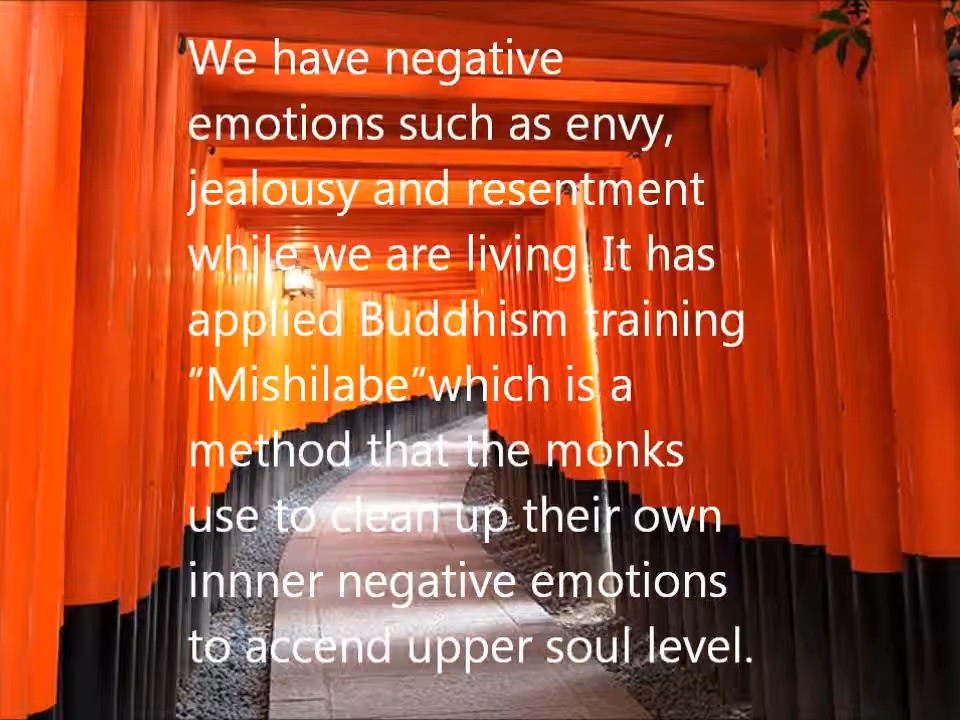 We have negative
emotions such as envy,
jealousy and resentment
while we are living. It has
applied Buddhism training
“Mishilabe”which is a
method that the monks
use to clean up their own
innner negative emotions
to accend upper soul level.